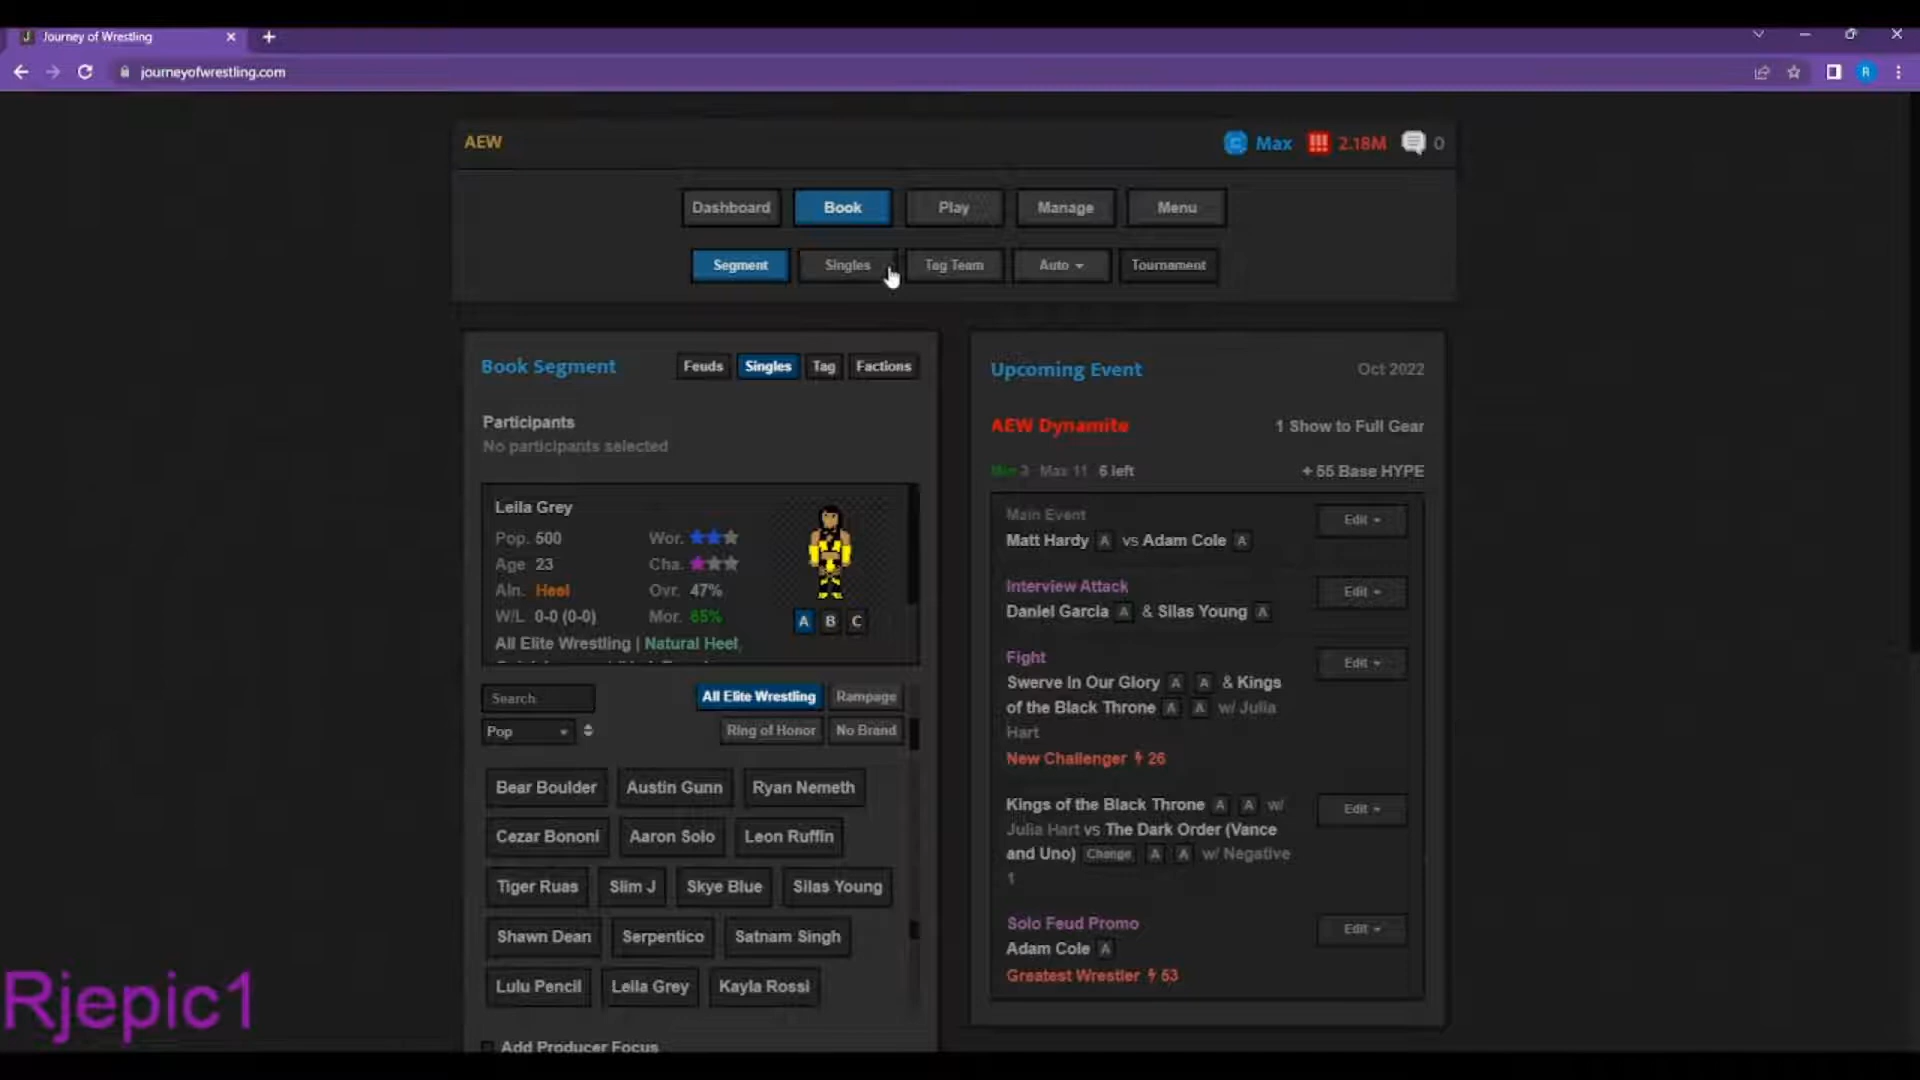 Journey of Wrestling
journeyofwrestling.com
R
AEW
Max 2.18M 0
Dashboard Book Play Manage Menu
Segment Singles Tag Team Auto Tournament
Book Segment Feuds Singles Tag Factions
Participants
No participants selected
Leila Grey
Pop. 500 Wor.
Age 23 Cha.
Aln. Heel Ovr. 47%
W/L 0-0 (0-0) Mor. 65%
A B C
All Elite Wrestling | Natural Heel,
Search All Elite Wrestling Rampage
Pop Ring of Honor No Brand
Bear Boulder Austin Gunn Ryan Nemeth
Cezar Bononi Aaron Solo Leon Ruffin
Tiger Ruas Slim J Skye Blue Silas Young
Shawn Dean Serpentico Satnam Singh
Lulu Pencil Leila Grey Kayla Rossi
Add Producer Focus
Upcoming Event Oct 2022
AEW Dynamite 1 Show to Full Gear
Min 3 Max 11 6 left + 55 Base HYPE
Main Event Edit
Matt Hardy A vs Adam Cole A
Interview Attack Edit
Daniel Garcia A & Silas Young A
Fight Edit
Swerve In Our Glory A A & Kings
of the Black Throne A A w/ Julia
Hart
New Challenger 26
Kings of the Black Throne A A w/ Edit
Julia Hart vs The Dark Order (Vance
and Uno) Change A A w/ Negative
1
Solo Feud Promo Edit
Adam Cole A
Greatest Wrestler 53
Rjepic1